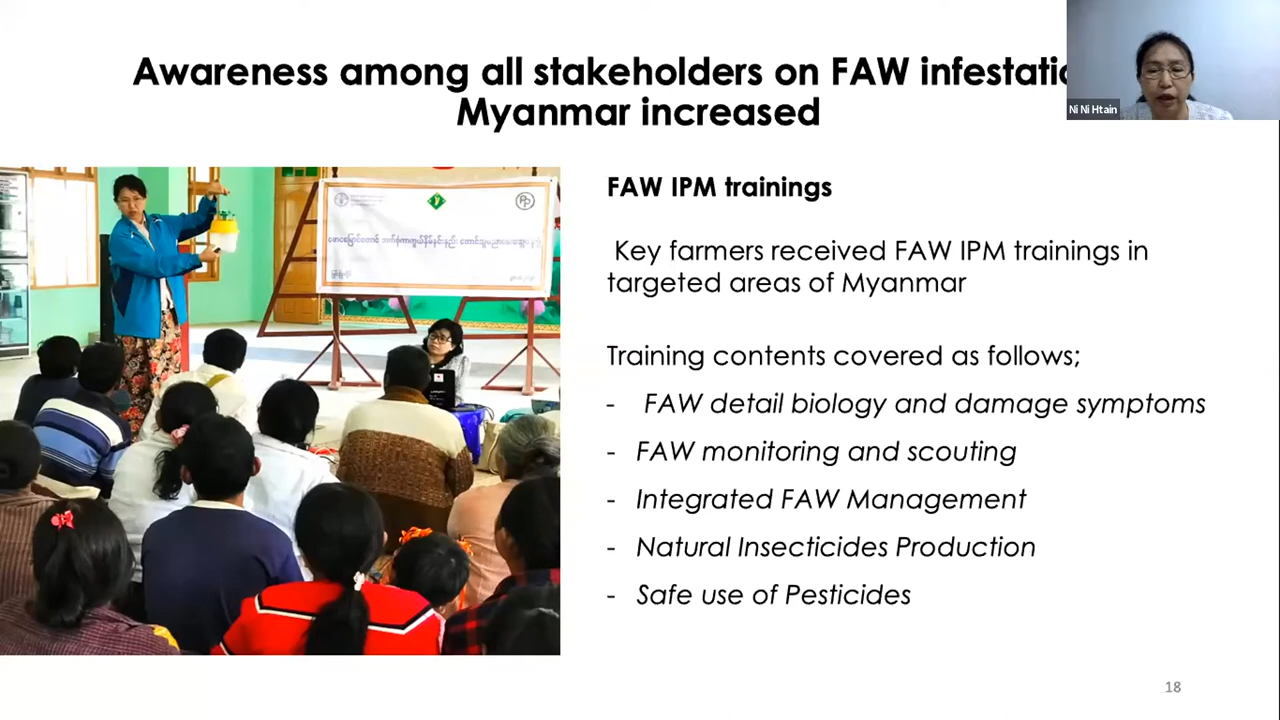 Awareness among all stakeholders on FAW infestatio
Myanmar increased
Ni Ni Htain
FAW IPM trainings
Key farmers received FAW IPM trainings in
targeted areas of Myanmar
Training contents covered as follows;
- FAW detail biology and damage symptoms
- FAW monitoring and scouting
- Integrated FAW Management
- Natural Insecticides Production
- Safe use of Pesticides
18